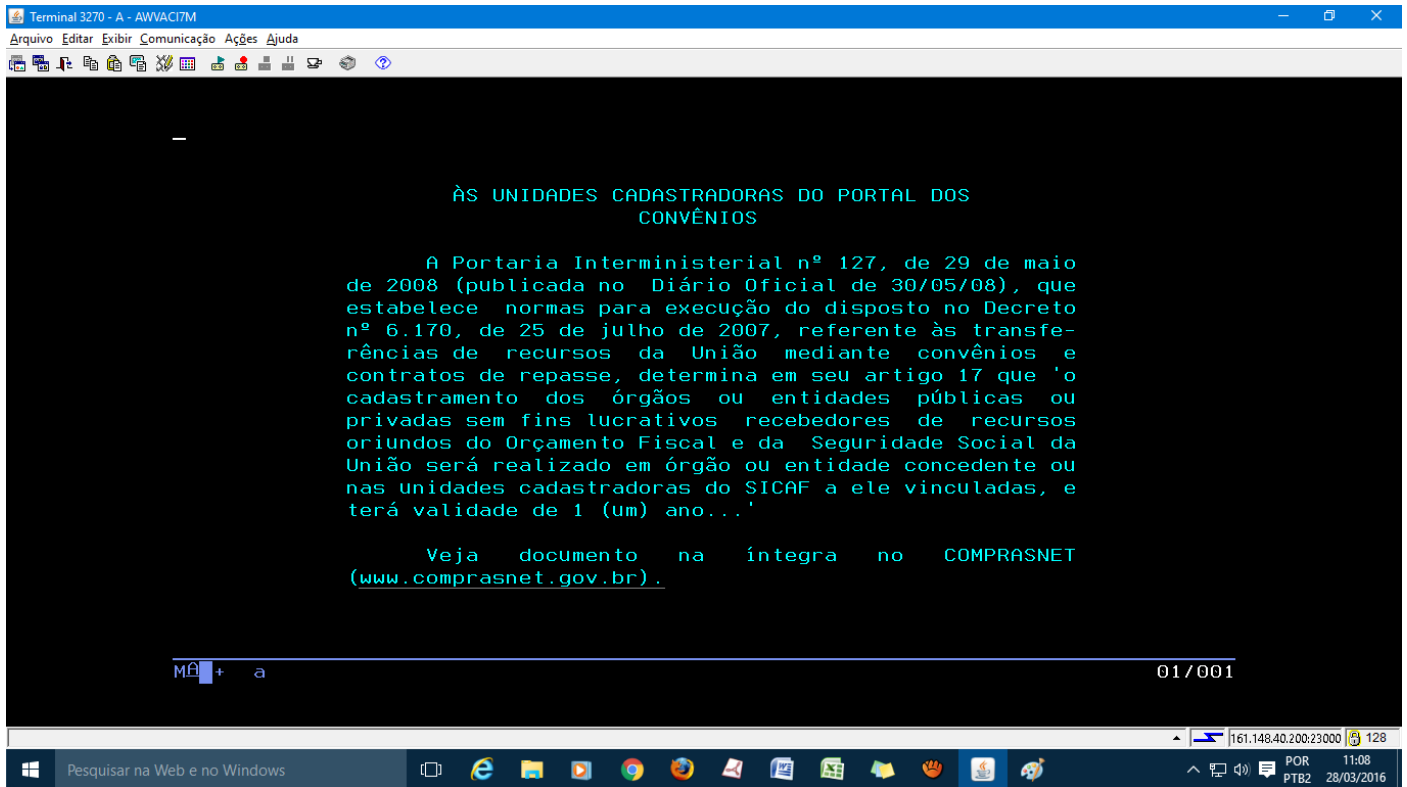 Terminal 3270 - A - AWVACI7M
Arquivo Editar Exibir Comunicação Ações Ajuda
ÀS UNIDADES CADASTRADORAS DO PORTAL DOS
CONVÊNIOS
A Portaria Interministerial nº 127, de 29 de maio
de 2008 (publicada no Diário Oficial de 30/05/08), que
estabelece normas para execução do disposto no Decreto
nº 6.170, de 25 de julho de 2007, referente às transfe-
rências de recursos da União mediante convênios e
contratos de repasse, determina em seu artigo 17 que 'o
cadastramento dos órgãos ou entidades públicas ou
privadas sem fins lucrativos recebedores de recursos
oriundos do Orçamento Fiscal e da Seguridade Social da
União será realizado em órgão ou entidade concedente ou
nas unidades cadastradoras do SICAF a ele vinculadas, e
terá validade de 1 (um) ano...'
Veja documento na íntegra no COMPRASNET
(www.comprasnet.gov.br).
MA + a 01/001
161.148.40.200:23000 128
Pesquisar na Web e no Windows
POR 11:08
PTB2 28/03/2016